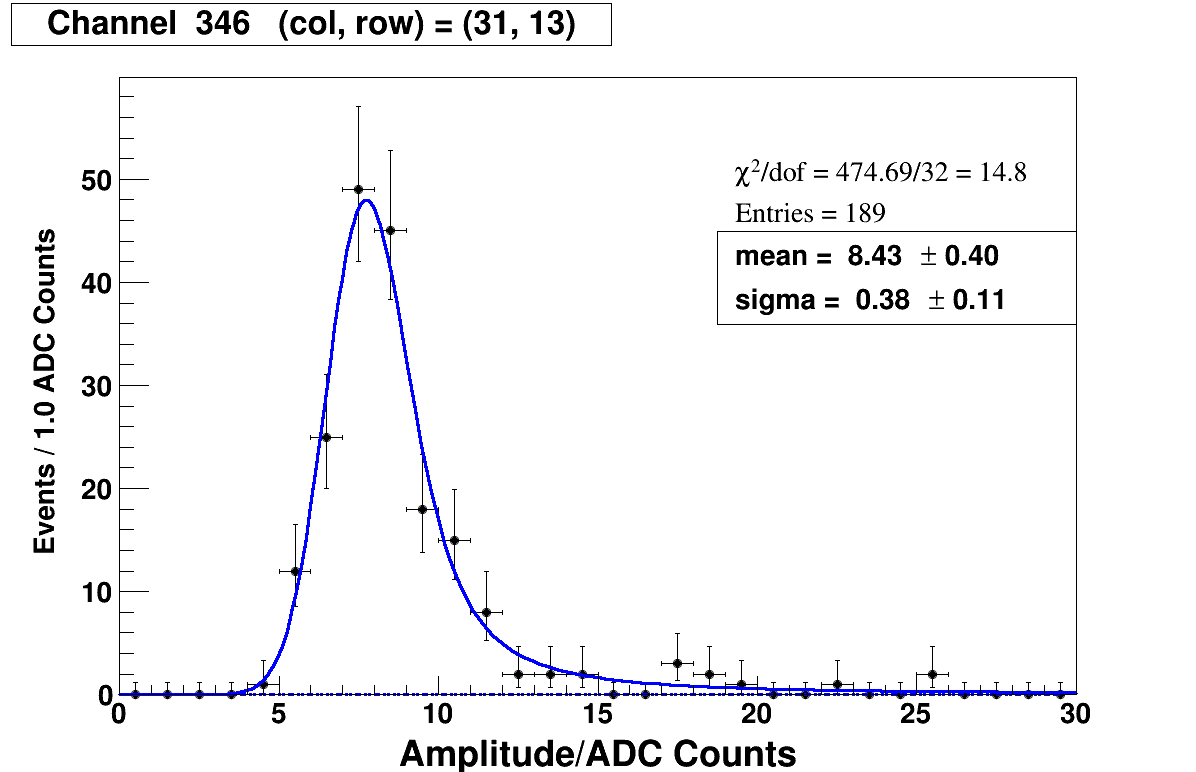 Channel 346 (col, row) = (31, 13)
χ²/dof = 474.69/32 = 14.8
Entries = 189
mean = 8.43 ± 0.40
sigma = 0.38 ± 0.11
Events / 1.0 ADC Counts
50
40
30
20
10
0
0 5 10 15 20 25 30
Amplitude/ADC Counts